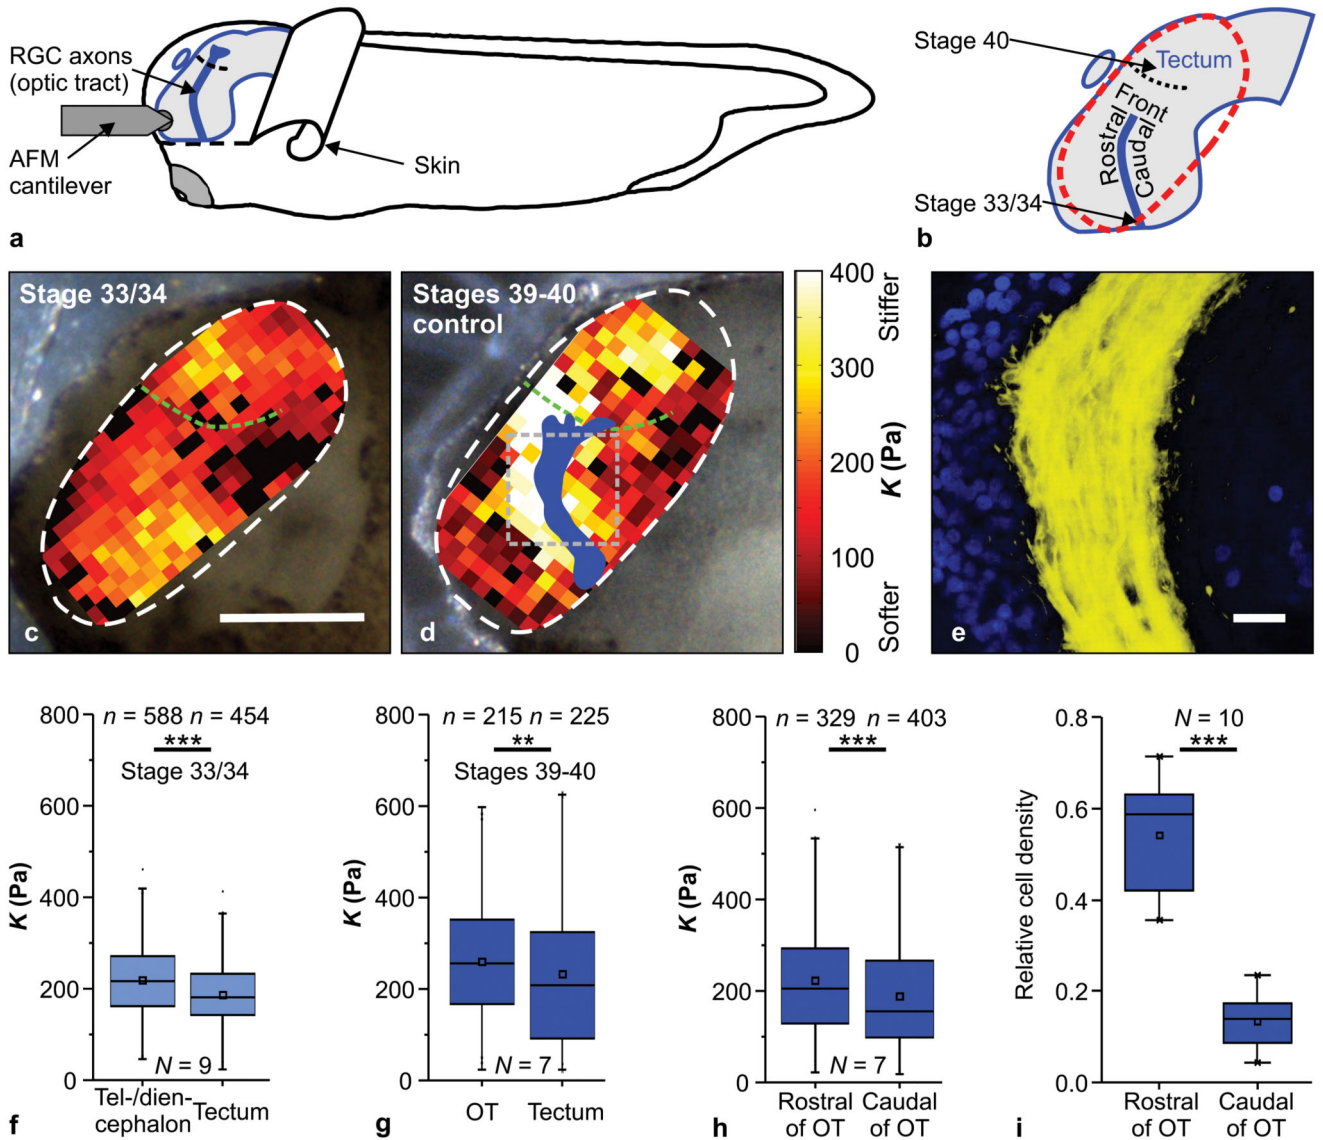 RGC axons
(optic tract)
AFM
cantilever
Skin
a
Stage 40
Tectum
Front
Rostral
Caudal
Stage 33/34
b
Stage 33/34
c
Stages 39-40
control
d
400
300
200
100
0
Stiffer
K (Pa)
Softer
e
n = 588 n = 454
***
Stage 33/34
800
600
400
200
0
K (Pa)
N = 9
Tel-/dien-
cephalon
Tectum
f
n = 215 n = 225
**
Stages 39-40
800
600
400
200
0
K (Pa)
N = 7
OT
Tectum
g
n = 329 n = 403
***
800
600
400
200
0
K (Pa)
N = 7
Rostral
of OT
Caudal
of OT
h
N = 10
***
0.8
0.6
0.4
0.2
0.0
Relative cell density
Rostral
of OT
Caudal
of OT
i